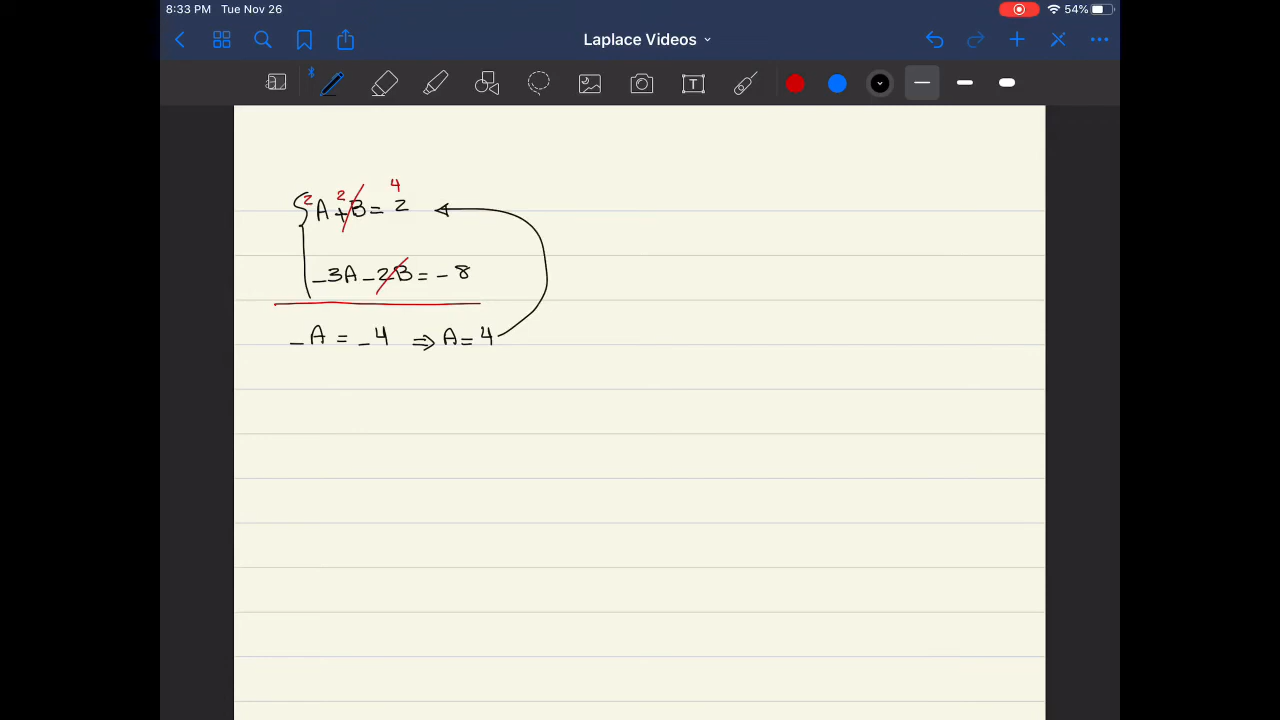 8:33 PM Tue Nov 26
54%
Laplace Videos
T
2 2 4
A + B = 2
-3A - 2B = -8
-A = -4 ⇒ A = 4